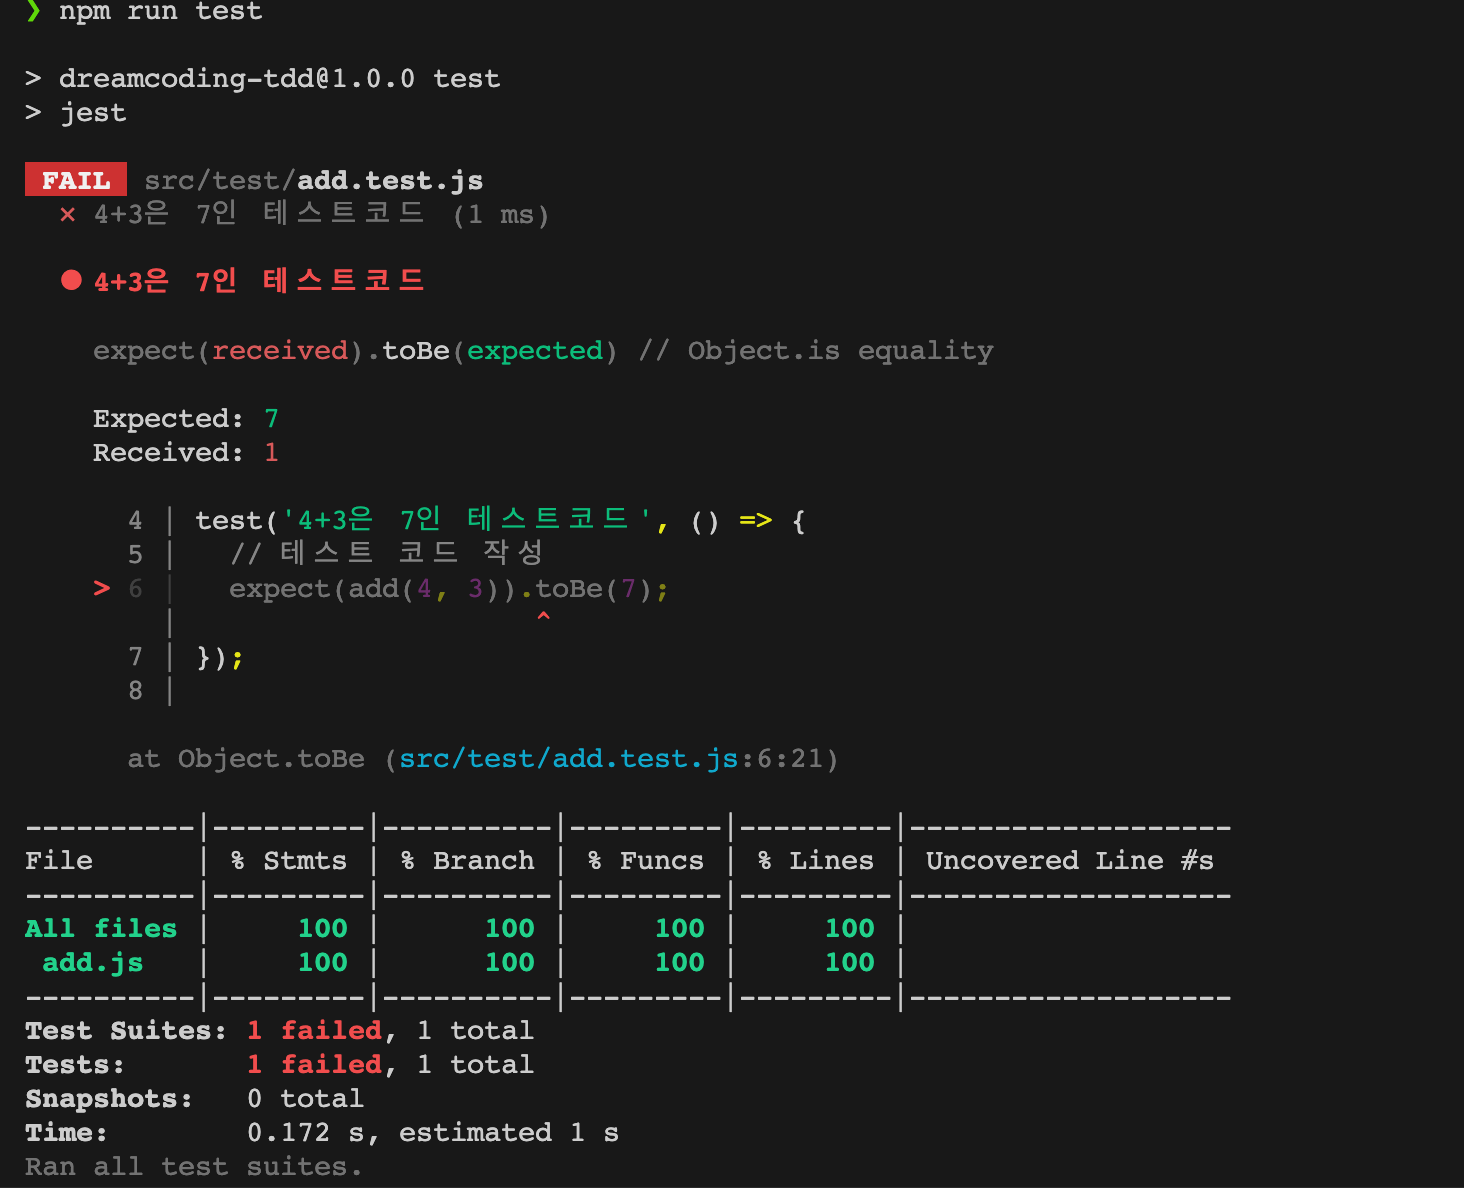 ❯ npm run test
> dreamcoding-tdd@1.0.0 test
> jest
FAIL src/test/add.test.js
✕ 4+3은 7인 테스트코드 (1 ms)
● 4+3은 7인 테스트코드
expect(received).toBe(expected) // Object.is equality
Expected: 7
Received: 1
4 | test('4+3은 7인 테스트코드', () => {
5 |   // 테스트 코드 작성
> 6 |   expect(add(4, 3)).toBe(7);
|                     ^
7 | });
8 |
at Object.toBe (src/test/add.test.js:6:21)
----------|---------|----------|---------|---------|-------------------
File      | % Stmts | % Branch | % Funcs | % Lines | Uncovered Line #s
----------|---------|----------|---------|---------|-------------------
All files |     100 |      100 |     100 |     100 |
add.js   |     100 |      100 |     100 |     100 |
----------|---------|----------|---------|---------|-------------------
Test Suites: 1 failed, 1 total
Tests:       1 failed, 1 total
Snapshots:   0 total
Time:        0.172 s, estimated 1 s
Ran all test suites.